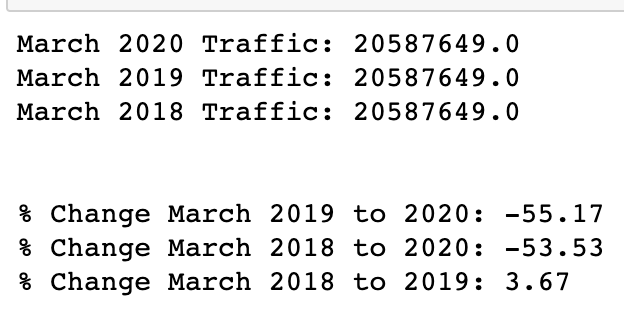 March 2020 Traffic: 20587649.0
March 2019 Traffic: 20587649.0
March 2018 Traffic: 20587649.0
% Change March 2019 to 2020: -55.17
% Change March 2018 to 2020: -53.53
% Change March 2018 to 2019: 3.67